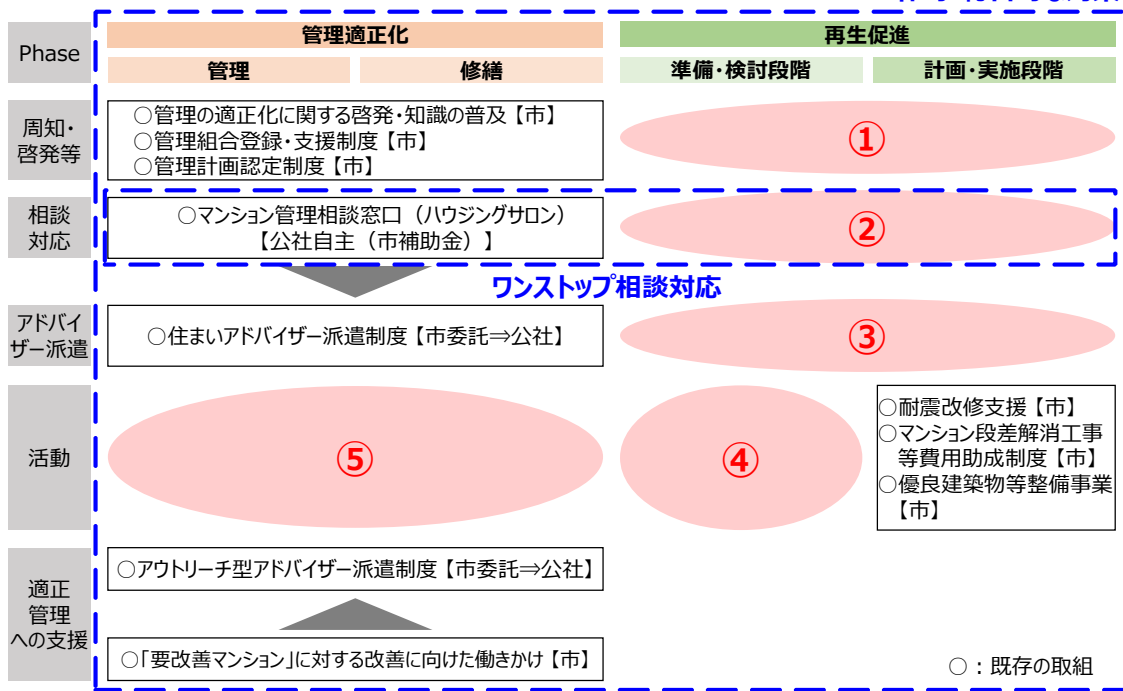 Phase
管理適正化
再生促進
管理
修繕
準備・検討段階
計画・実施段階
周知・
啓発等
○管理の適正化に関する啓発・知識の普及【市】
○管理組合登録・支援制度【市】
○管理計画認定制度【市】
①
相談
対応
○マンション管理相談窓口（ハウジングサロン）
【公社自主（市補助金）】
②
ワンストップ相談対応
アドバイ
ザー派遣
○住まいアドバイザー派遣制度【市委託⇒公社】
③
活動
⑤
④
○耐震改修支援【市】
○マンション段差解消工事
等費用助成制度【市】
○優良建築物等整備事業
【市】
適正
管理
への支援
○アウトリーチ型アドバイザー派遣制度【市委託⇒公社】
○「要改善マンション」に対する改善に向けた働きかけ【市】
○：既存の取組